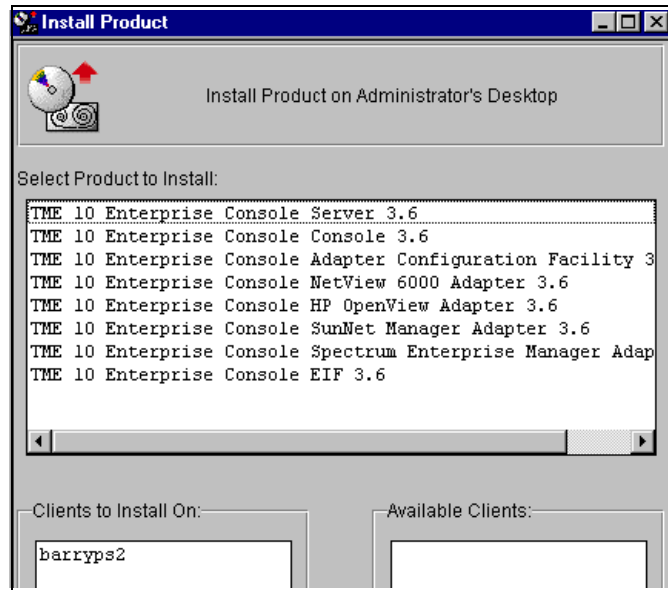 Install Product
Install Product on Administrator's Desktop
Select Product to Install:
TME 10 Enterprise Console Server 3.6
TME 10 Enterprise Console Console 3.6
TME 10 Enterprise Console Adapter Configuration Facility 3
TME 10 Enterprise Console NetView 6000 Adapter 3.6
TME 10 Enterprise Console HP OpenView Adapter 3.6
TME 10 Enterprise Console SunNet Manager Adapter 3.6
TME 10 Enterprise Console Spectrum Enterprise Manager Adap
TME 10 Enterprise Console EIF 3.6
Clients to Install On:
Available Clients:
barryps2